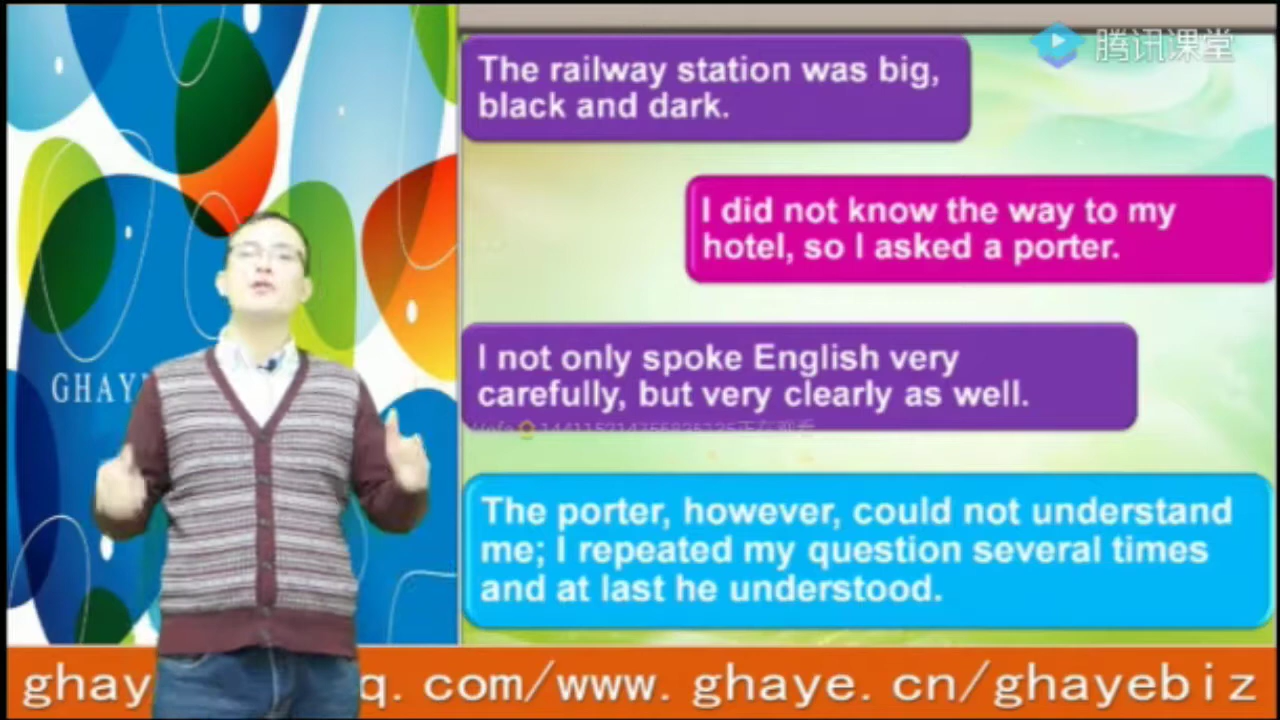 腾讯课堂
The railway station was big,
black and dark.
I did not know the way to my
hotel, so I asked a porter.
I not only spoke English very
carefully, but very clearly as well.
The porter, however, could not understand
me; I repeated my question several times
and at last he understood.
q. com/www. ghaye. cn/ghayebiz